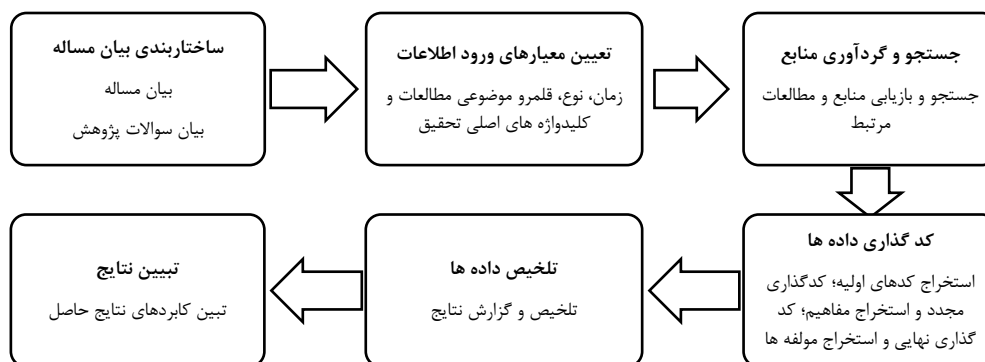 ساختاربندی بیان مساله
بیان مساله
بیان سوالات پژوهش
تعیین معیارهای ورود اطلاعات
زمان، نوع، قلمرو موضوعی مطالعات و
کلیدواژه های اصلی تحقیق
جستجو و گردآوری منابع
جستجو و بازیابی منابع و مطالعات
مرتبط
کد گذاری داده ها
استخراج کدهای اولیه؛ کدگذاری
مجدد و استخراج مفاهیم؛ کد
گذاری نهایی و استخراج مولفه ها
تلخیص داده ها
تلخیص و گزارش نتایج
تبیین نتایج
تبین کابردهای نتایج حاصل